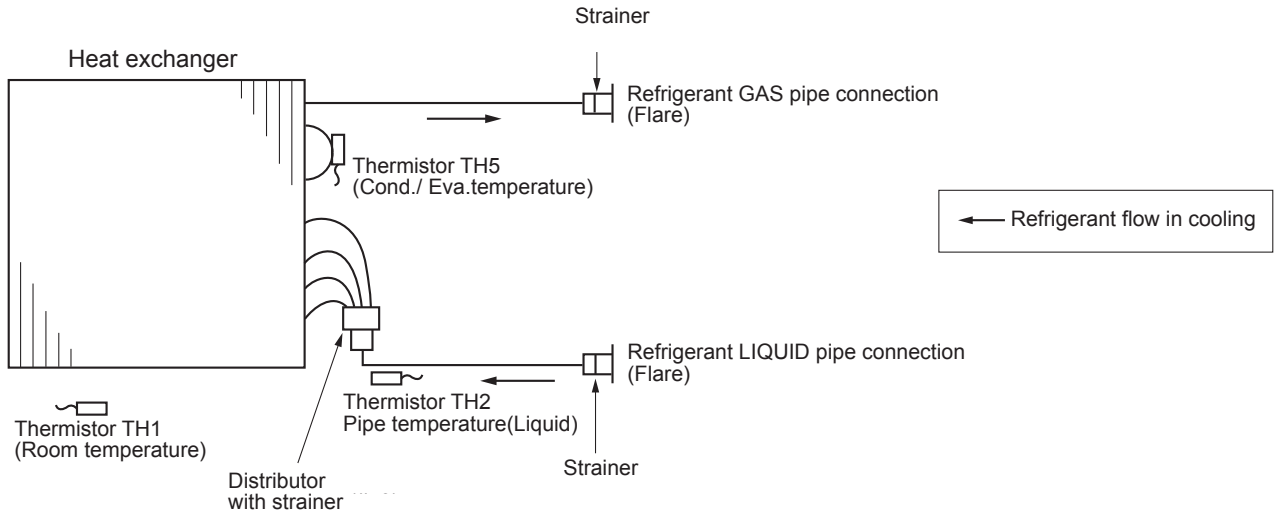 Strainer
Heat exchanger
Refrigerant GAS pipe connection
(Flare)
Thermistor TH5
(Cond./ Eva.temperature)
Refrigerant flow in cooling
Refrigerant LIQUID pipe connection
(Flare)
Thermistor TH2
Pipe temperature(Liquid)
Thermistor TH1
(Room temperature)
Strainer
Distributor
with strainer